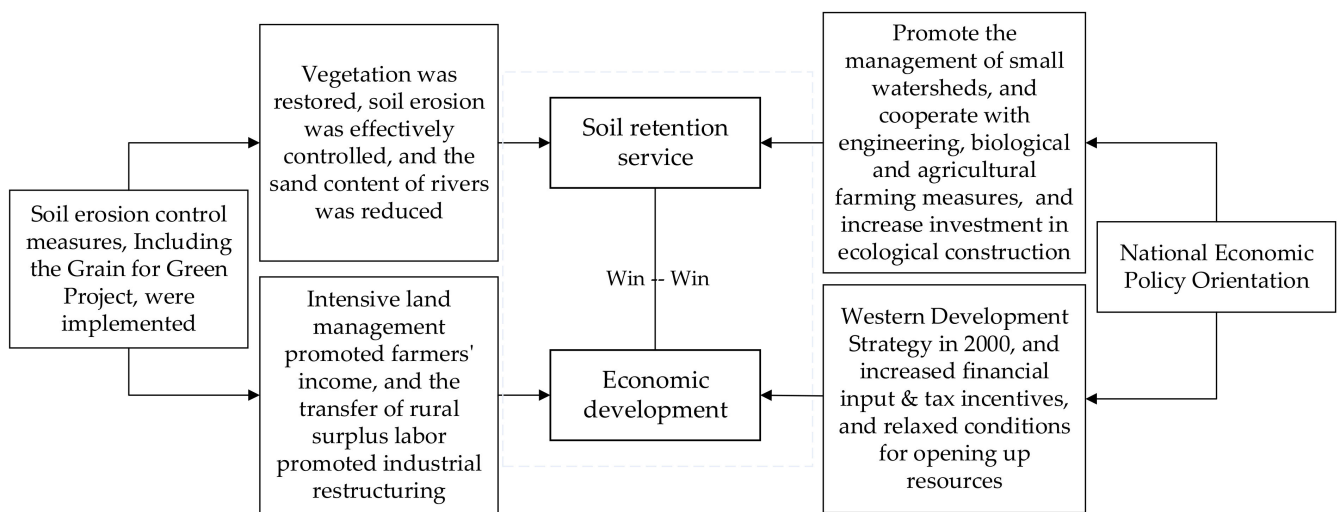 Soil erosion control
measures, Including
the Grain for Green
Project, were
implemented
Vegetation was
restored, soil erosion
was effectively
controlled, and the
sand content of rivers
was reduced
Intensive land
management
promoted farmers'
income, and the
transfer of rural
surplus labor
promoted industrial
restructuring
Soil retention
service
Win -- Win
Economic
development
Promote the
management of small
watersheds, and
cooperate with
engineering, biological
and agricultural
farming measures, and
increase investment in
ecological construction
Western Development
Strategy in 2000, and
increased financial
input & tax incentives,
and relaxed conditions
for opening up
resources
National Economic
Policy Orientation